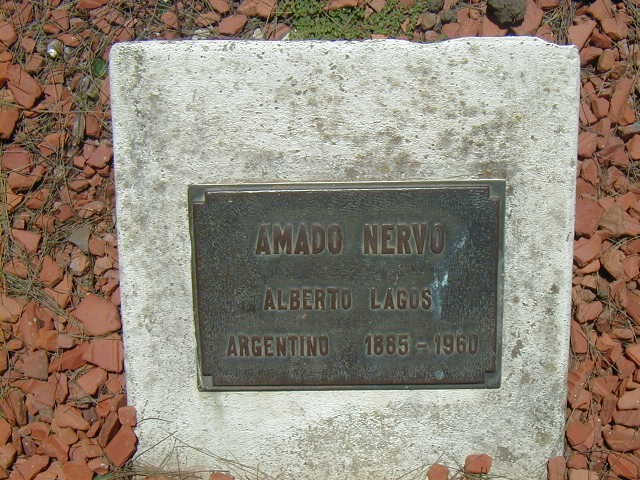 AMADO NERVO
ALBERTO LAGOS
ARGENTINO 1885 - 1960